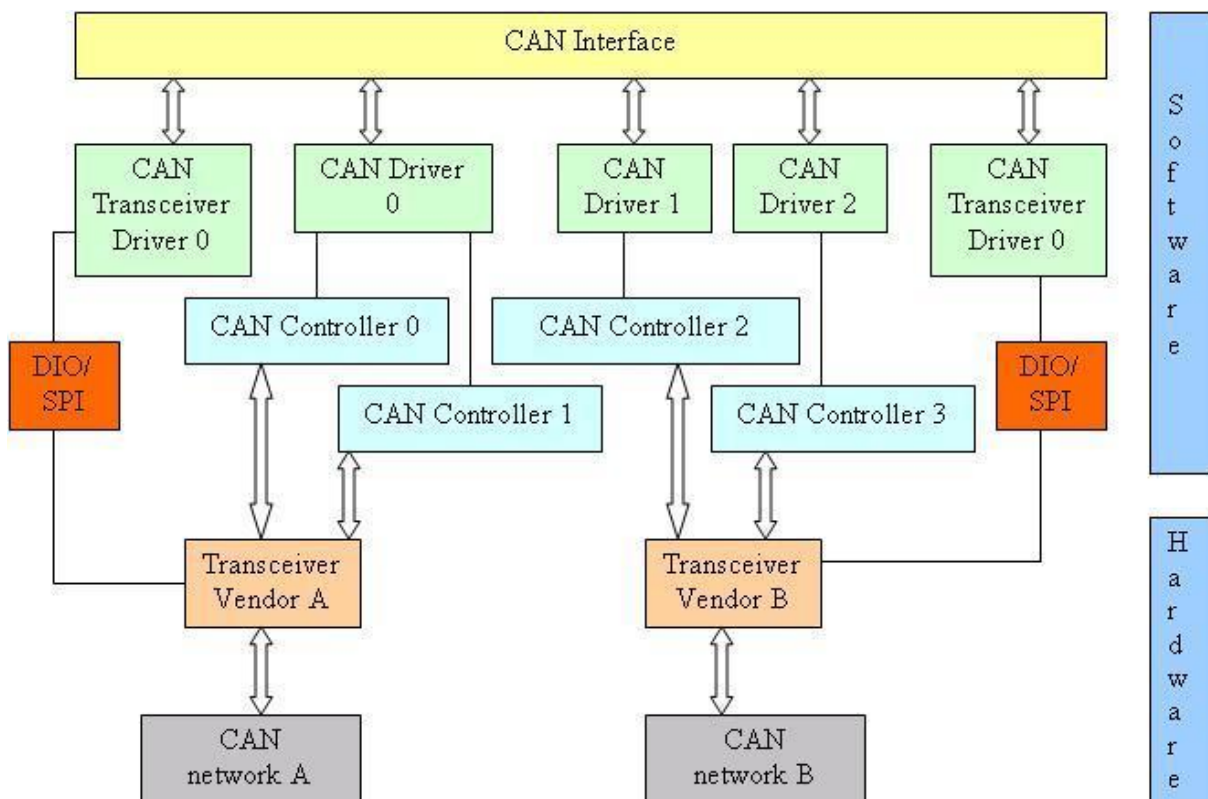 CAN Interface
CAN
Transceiver
Driver 0
CAN Driver
0
CAN
Driver 1
CAN
Driver 2
CAN
Transceiver
Driver 0
CAN Controller 0
CAN Controller 2
DIO/
SPI
DIO/
SPI
CAN Controller 1
CAN Controller 3
Transceiver
Vendor A
Transceiver
Vendor B
CAN
network A
CAN
network B
Software
Hardware